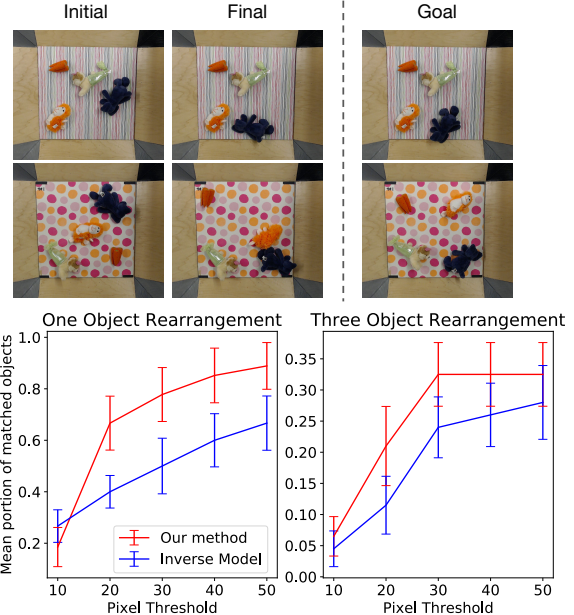 Initial Final Goal
One Object Rearrangement Three Object Rearrangement
Mean portion of matched objects
1.0
0.8
0.6
0.4
0.2
0.35
0.30
0.25
0.20
0.15
0.10
0.05
0.00
Our method
Inverse Model
10 20 30 40 50 10 20 30 40 50
Pixel Threshold Pixel Threshold